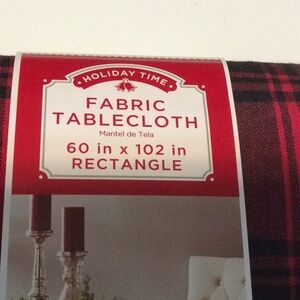 HOLIDAY TIME
FABRIC
TABLECLOTH
Mantel de Tela
60 in x 102 in
RECTANGLE